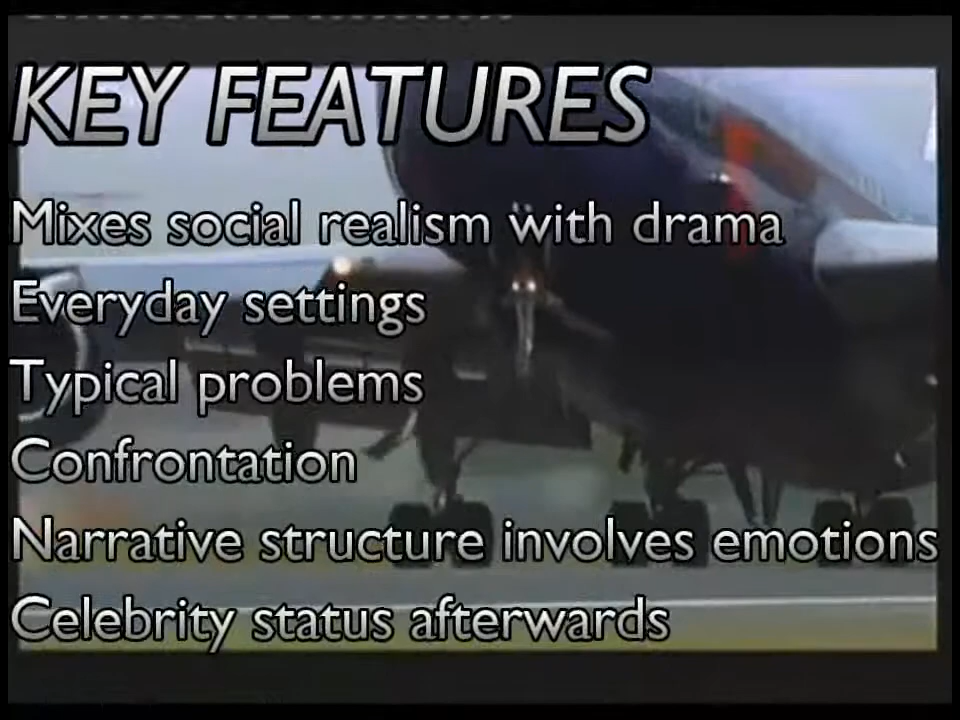 KEY FEATURES
Mixes social realism with drama
Everyday settings
Typical problems
Confrontation
Narrative structure involves emotions
Celebrity status afterwards